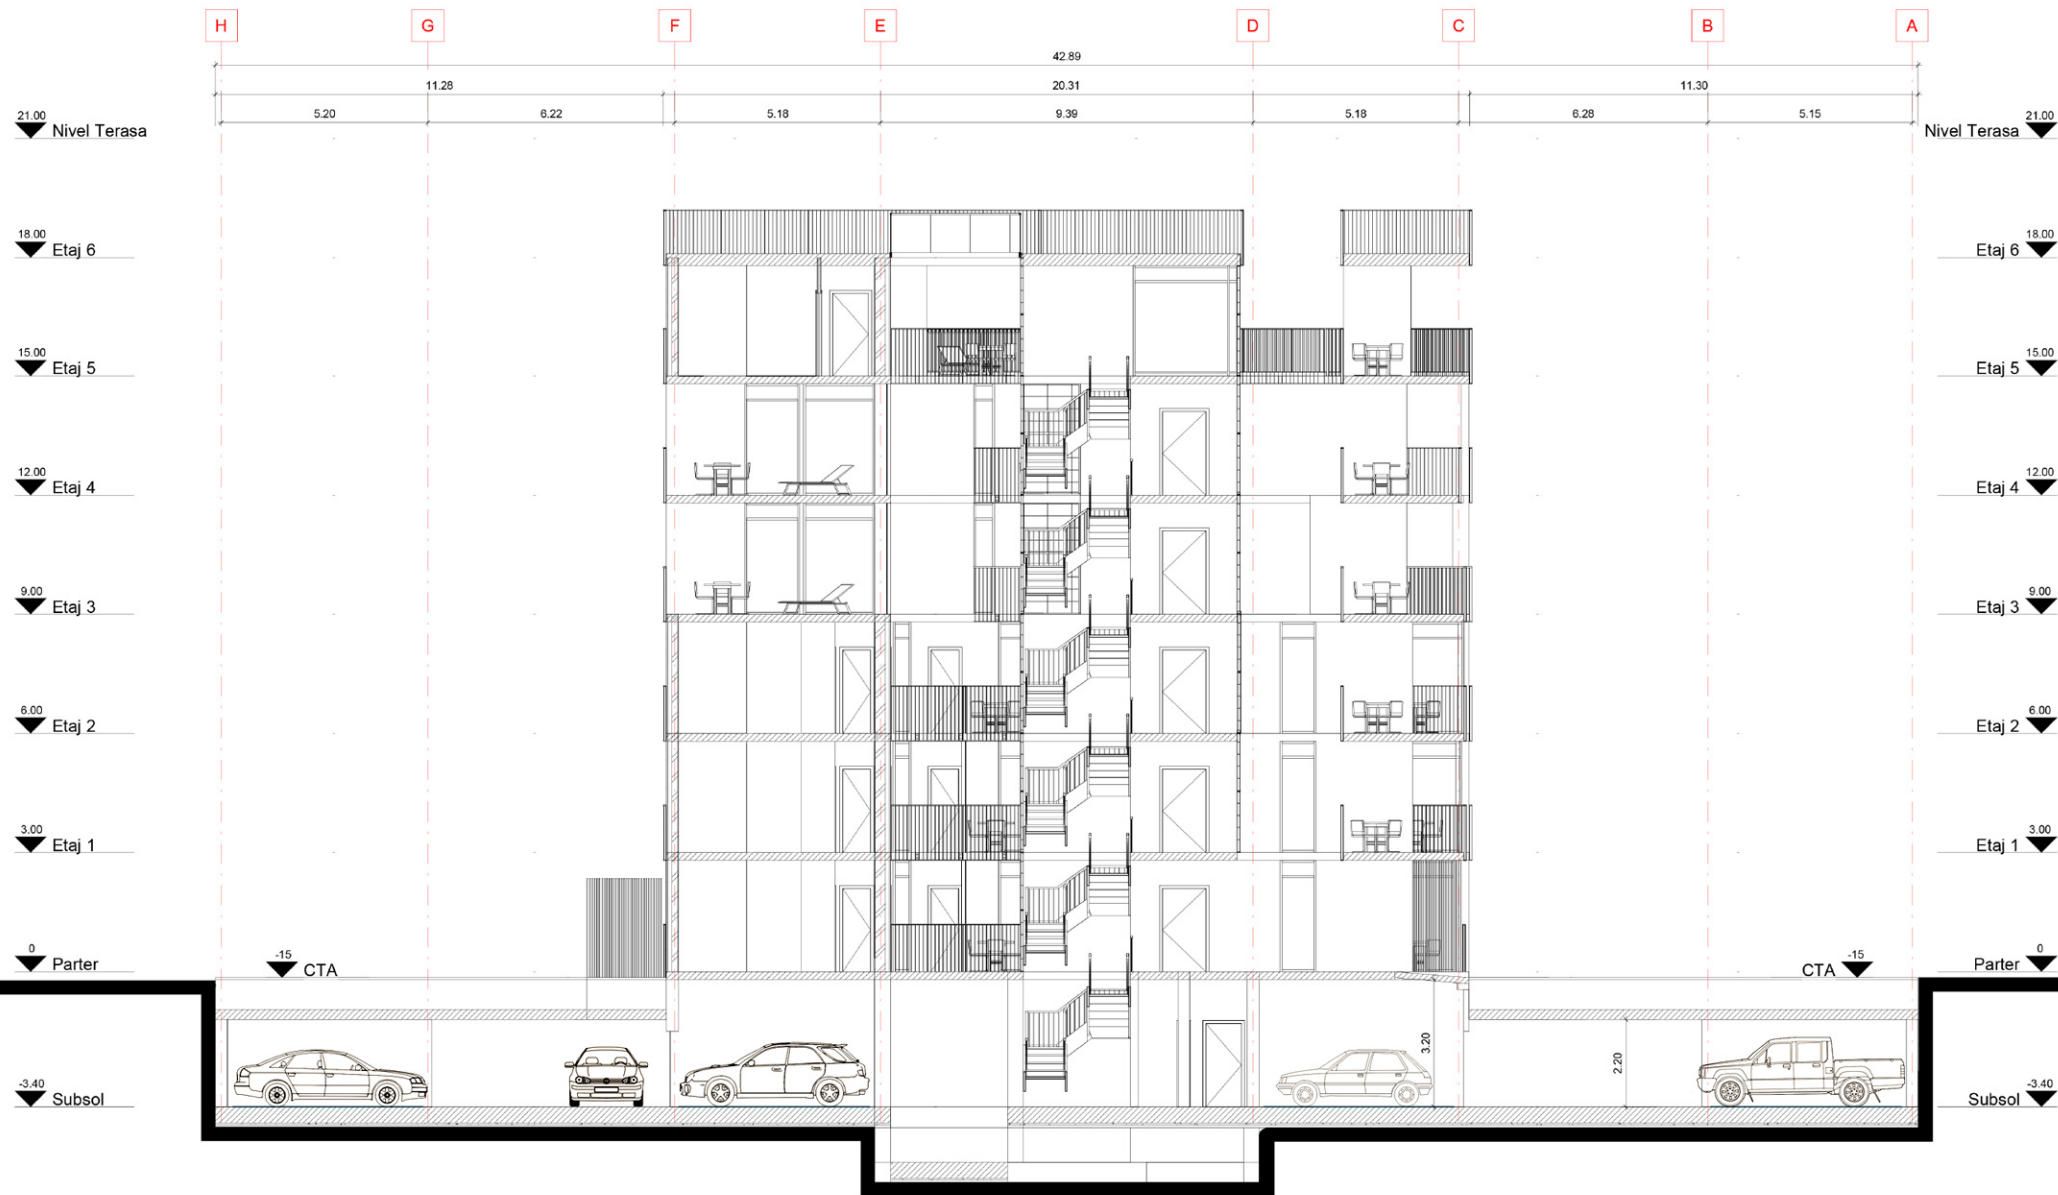 H G F E D C B A
42.89
11.28 20.31 11.30
5.20 6.22 5.18 9.39 5.18 6.28 5.15
21.00 21.00
Nivel Terasa Nivel Terasa
18.00 18.00
Etaj 6 Etaj 6
15.00 15.00
Etaj 5 Etaj 5
12.00 12.00
Etaj 4 Etaj 4
9.00 9.00
Etaj 3 Etaj 3
6.00 6.00
Etaj 2 Etaj 2
3.00 3.00
Etaj 1 Etaj 1
0 -15 -15 0
Parter CTA CTA Parter
3.20
2.20
-3.40 -3.40
Subsol Subsol